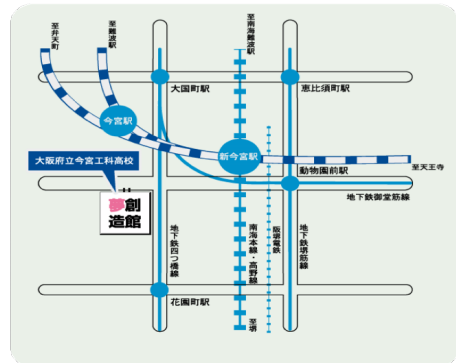 至弁天町
至難波駅
至南海難波駅
大国町駅
恵比須町駅
今宮駅
大阪府立今宮工科高校
新今宮駅
動物園前駅
至天王寺
地下鉄御堂筋線
夢創
造館
地下鉄四つ橋線
南海本線・高野線
阪堺電鉄
地下鉄堺筋線
花園町駅
至堺